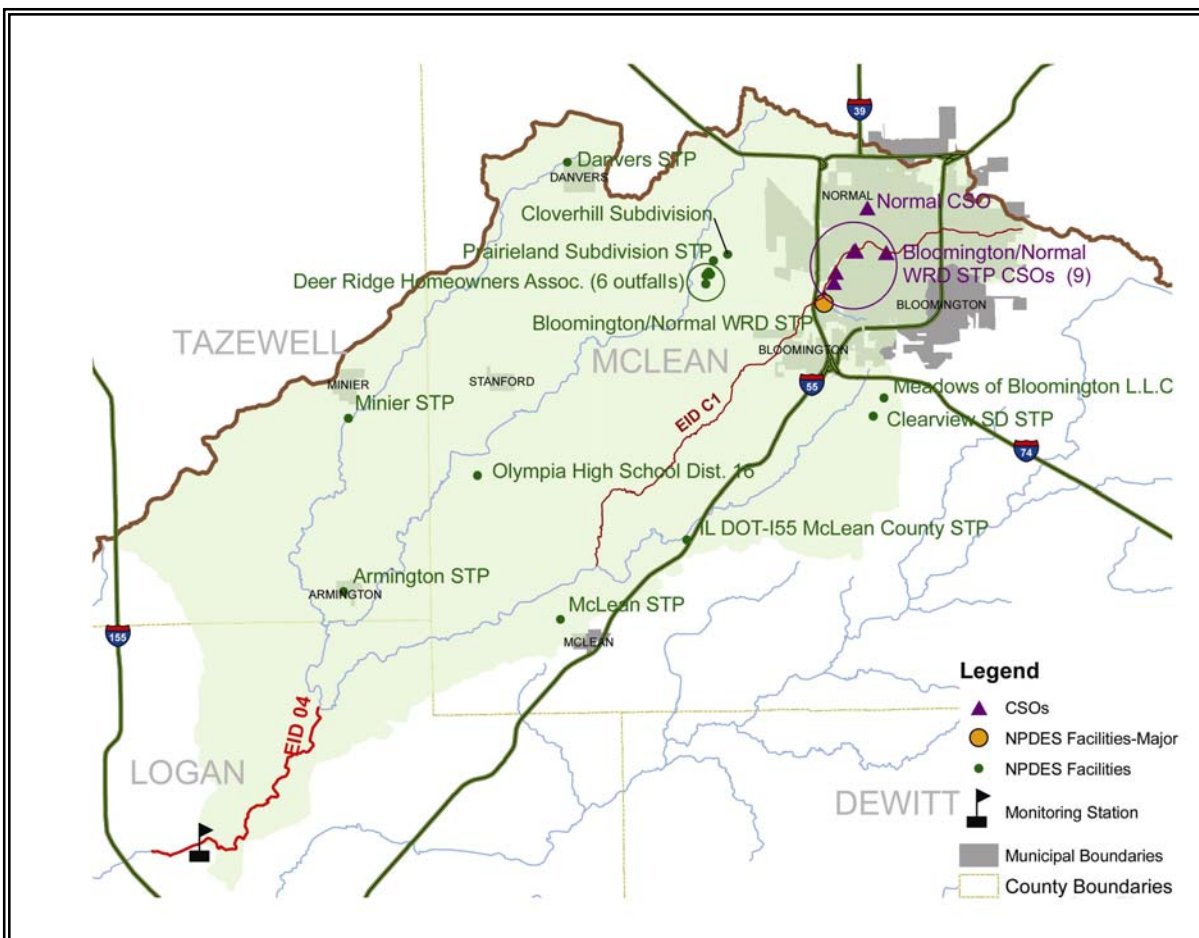 39
Danvers STP
DANVERS
NORMAL
Normal CSO
Cloverhill Subdivision
Prairieland Subdivision STP
Bloomington/Normal
WRD STP CSOs (9)
Deer Ridge Homeowners Assoc. (6 outfalls)
BLOOMINGTON
Bloomington/Normal WRD STP
TAZEWELL
MCLEAN
BLOOMINGTON
MINIER
STANFORD
55
Meadows of Bloomington L.L.C
Minier STP
Clearview SD STP
EID C1
74
Olympia High School Dist. 16
IL DOT-I55 McLean County STP
Armington STP
ARMINGTON
McLean STP
155
MCLEAN
Legend
CSOs
NPDES Facilities-Major
NPDES Facilities
Monitoring Station
Municipal Boundaries
County Boundaries
EID 04
LOGAN
DEWITT